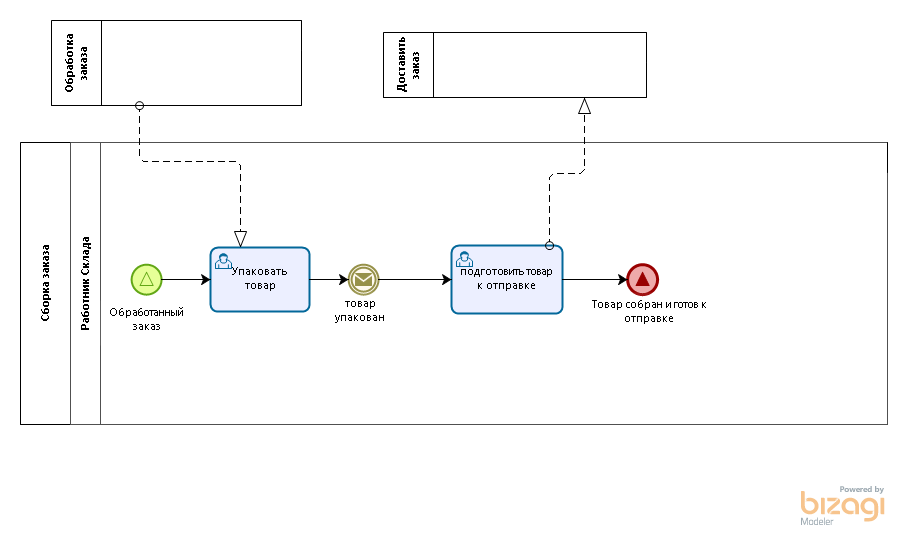 Обработка
заказа
Доставить
заказ
Сборка заказа
Работник Склада
Обработанный
заказ
Упаковать
товар
товар
упакован
подготовить товар
к отправке
Товар собран и готов к
отправке
Powered by
bizagi
Modeler